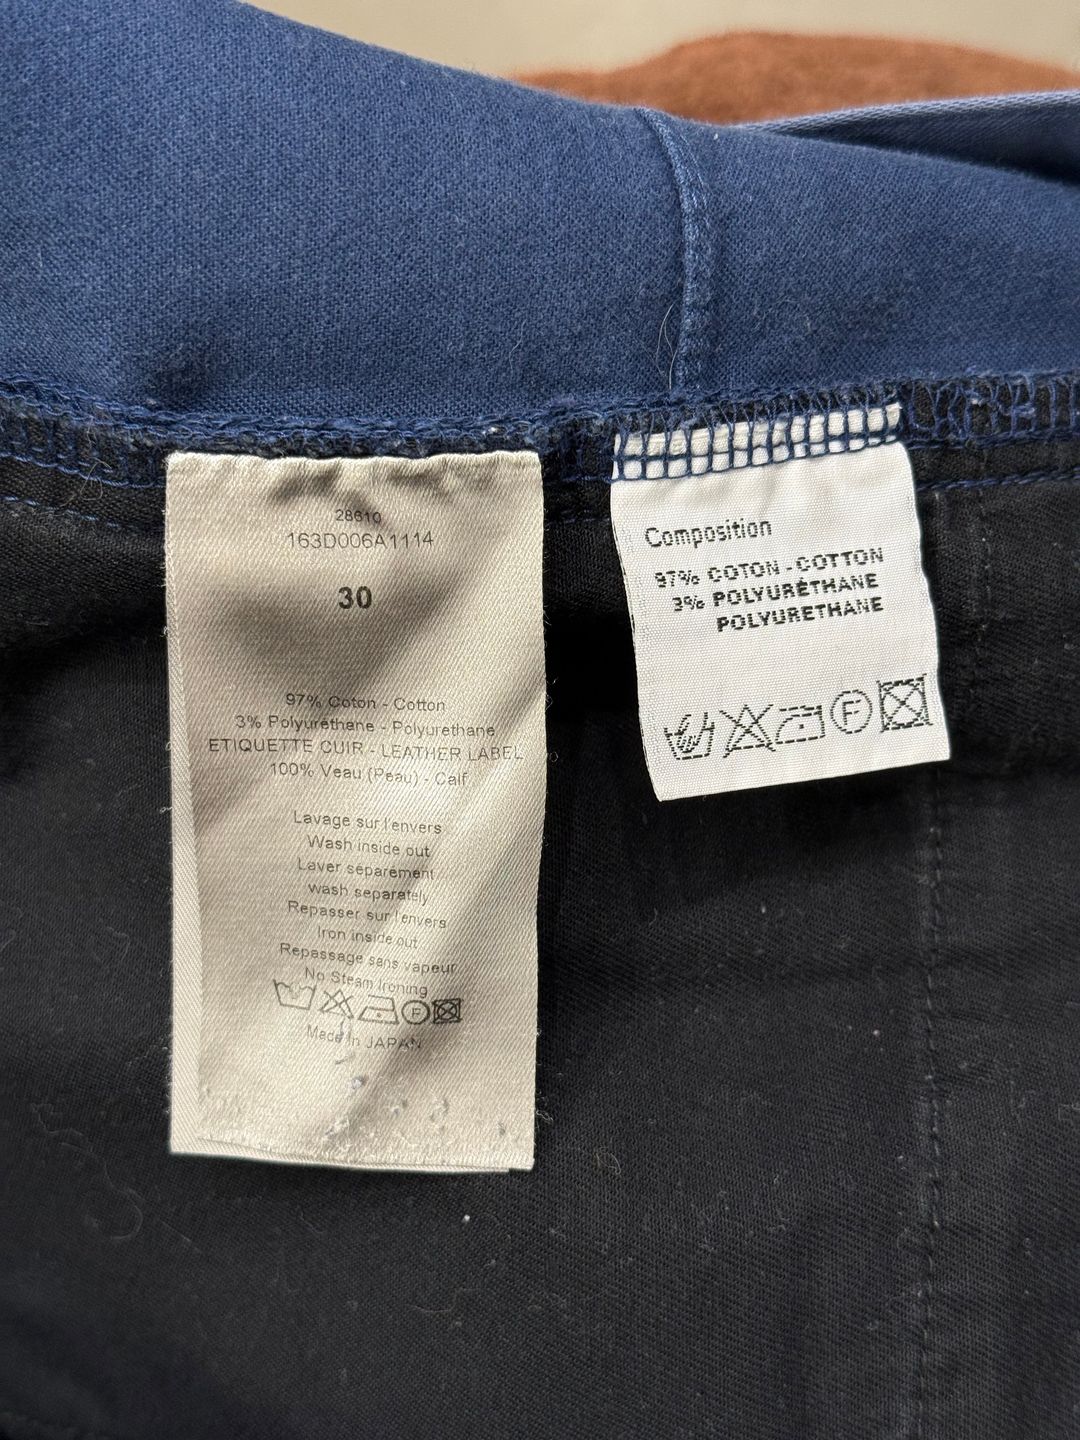 28610
163D006A1114
30
97% Coton - Cotton
3% Polyuréthane - Polyurethane
ETIQUETTE CUIR - LEATHER LABEL
100% Veau (Peau) - Calf
Lavage sur l'envers
Wash inside out
Laver séparément
wash separately
Repasser sur l'envers
Iron inside out
Repassage sans vapeur
No Steam Ironing
F
Made in JAPAN
Composition
97% COTON - COTTON
3% POLYURÉTHANE
POLYURETHANE
F